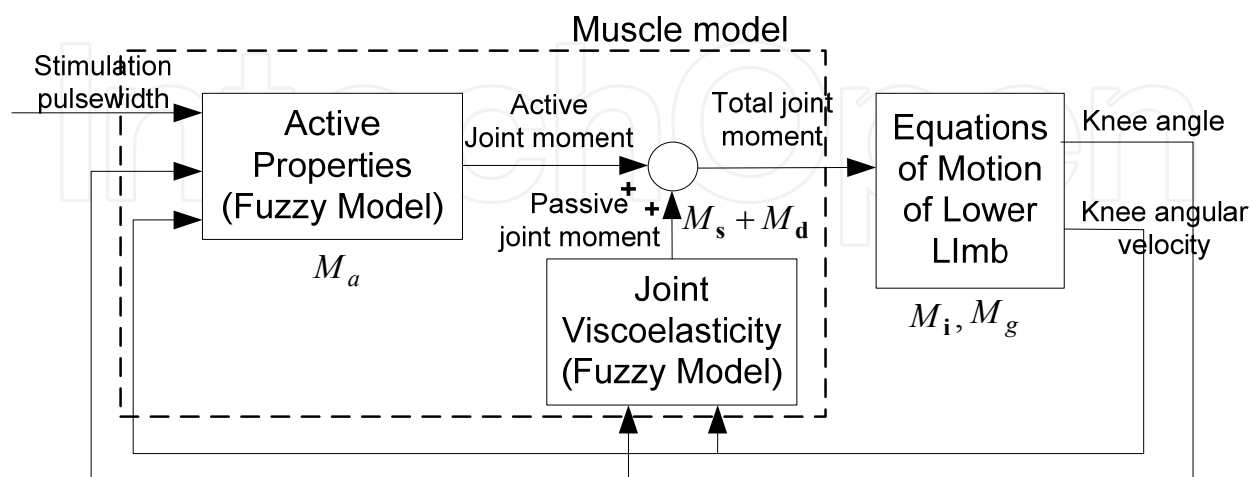 Muscle model
Stimulation
pulsewidth
Active
Properties
(Fuzzy Model)
M_a
Active
Joint moment
Passive
joint moment
+
+
M_s + M_d
Joint
Viscoelasticity
(Fuzzy Model)
Total joint
moment
Equations
of Motion
of Lower
LImb
M_i, M_g
Knee angle
Knee angular
velocity
IntechOpen